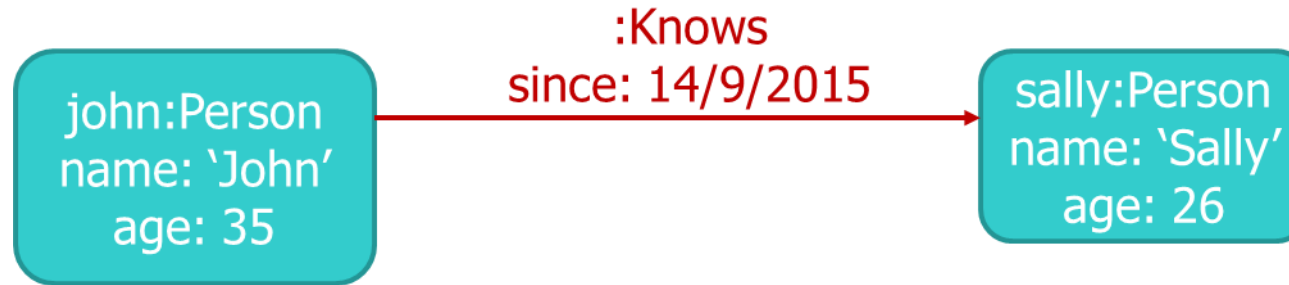 :Knows
since: 14/9/2015
john:Person
name: ‘John’
age: 35
sally:Person
name: ‘Sally’
age: 26